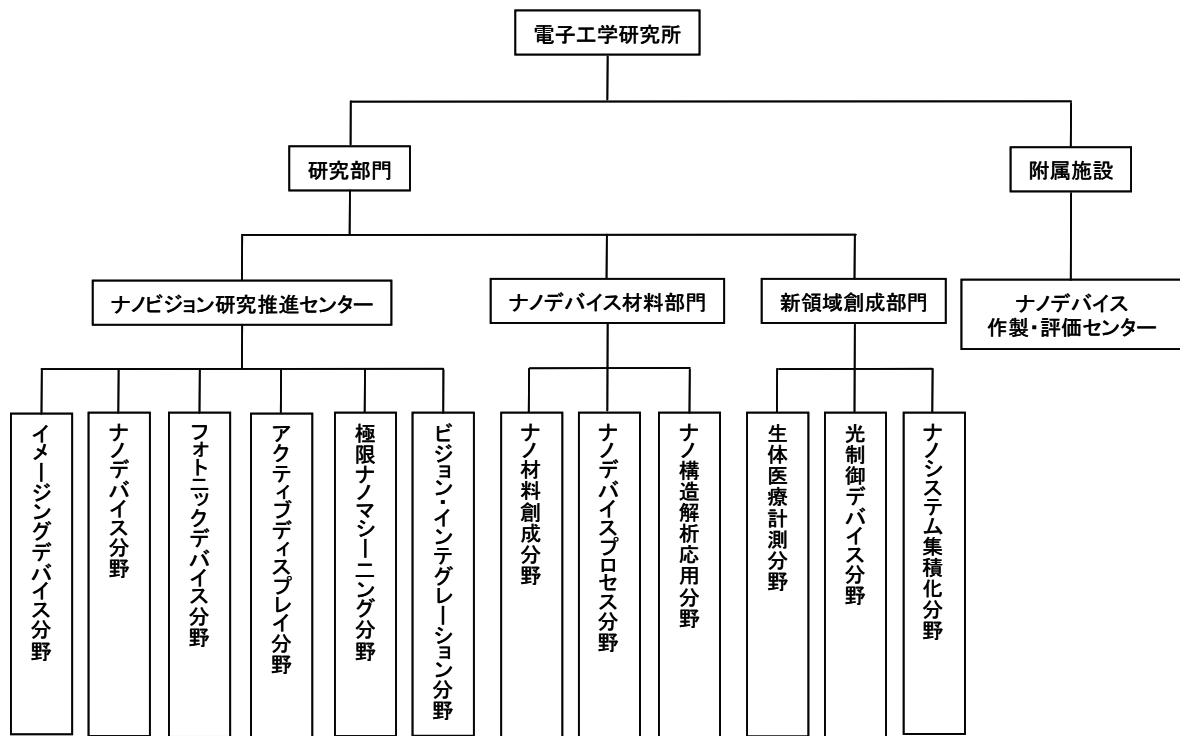 電子工学研究所
研究部門
附属施設
ナノビジョン研究推進センター
ナノデバイス材料部門
新領域創成部門
ナノデバイス
作製・評価センター
イメージングデバイス分野
ナノデバイス分野
フォトニックデバイス分野
アクティブディスプレイ分野
極限ナノマシーニング分野
ビジョン・インテグレーション分野
ナノ材料創成分野
ナノデバイスプロセス分野
ナノ構造解析応用分野
生体医療計測分野
光制御デバイス分野
ナノシステム集積化分野